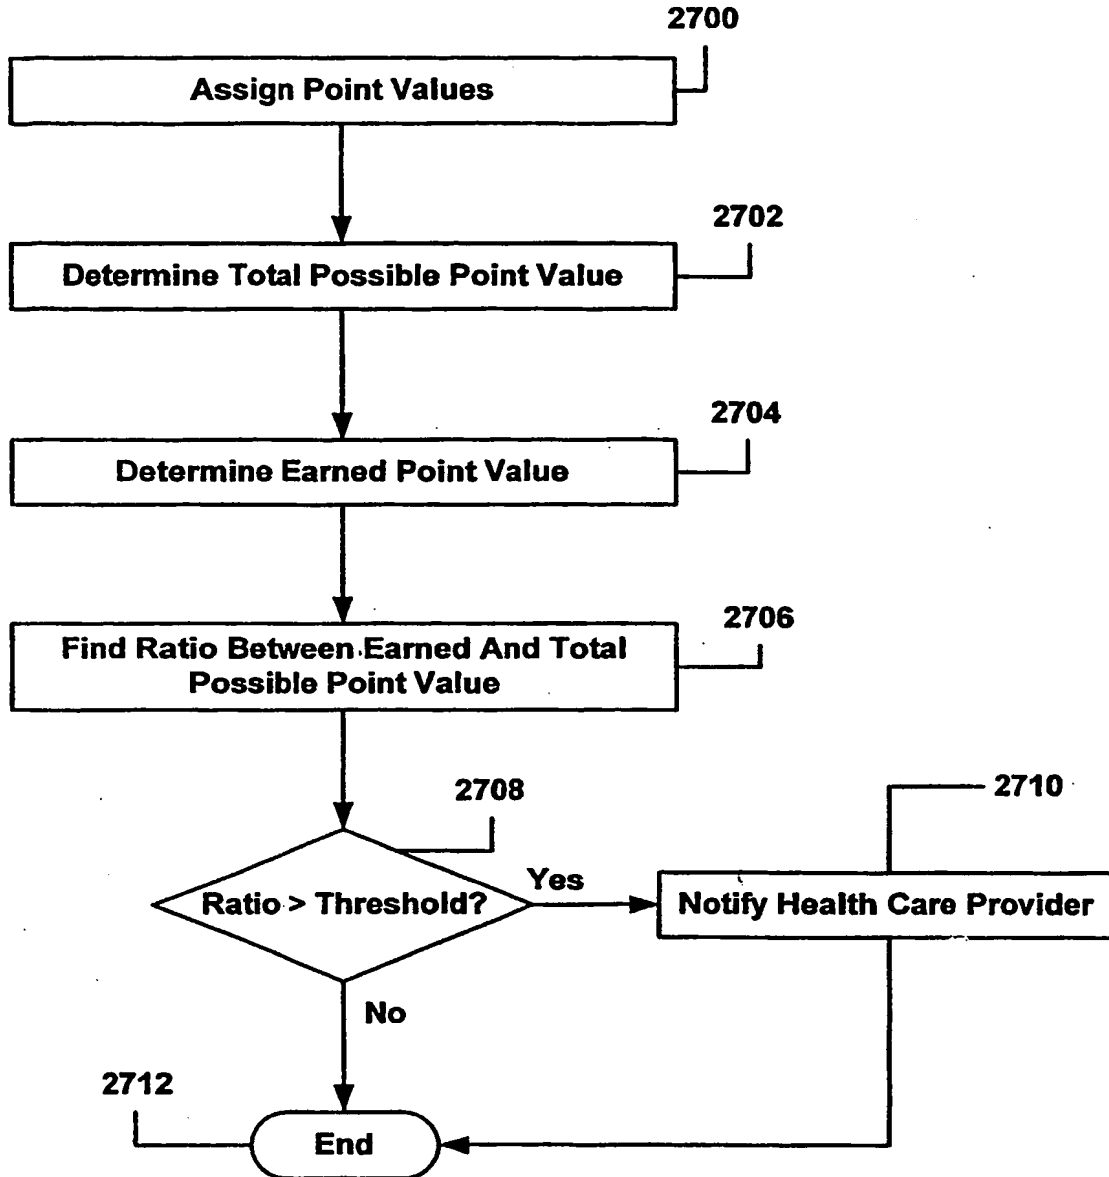 2700
Assign Point Values
2702
Determine Total Possible Point Value
2704
Determine Earned Point Value
2706
Find Ratio Between Earned And Total
Possible Point Value
2708
2710
Ratio > Threshold?
Yes
Notify Health Care Provider
No
2712
End